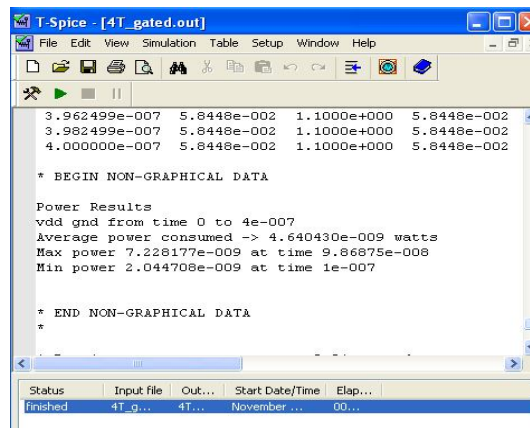 T-Spice - [4T_gated.out]
File Edit View Simulation Table Setup Window Help
3.962499e-007 5.8448e-002 1.1000e+000 5.8448e-002
3.982499e-007 5.8448e-002 1.1000e+000 5.8448e-002
4.000000e-007 5.8448e-002 1.1000e+000 5.8448e-002
* BEGIN NON-GRAPHICAL DATA
Power Results
vdd gnd from time 0 to 4e-007
Average power consumed -> 4.640430e-009 watts
Max power 7.228177e-009 at time 9.86875e-008
Min power 2.044708e-009 at time 1e-007
* END NON-GRAPHICAL DATA
*
Status Input file Out... Start Date/Time Elap...
finished 4T_g... 4T... November ... 00...